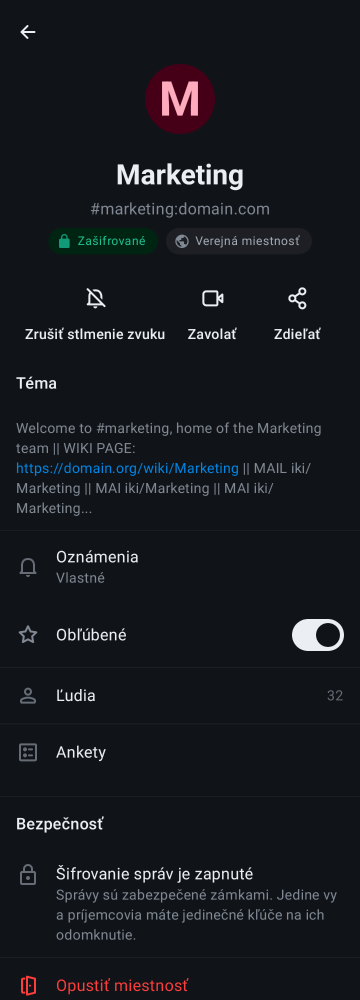 M
Marketing
#marketing:domain.com
Zašifrované
Verejná miestnosť
Zrušiť stlmenie zvuku
Zavolať
Zdieľať
Téma
Welcome to #marketing, home of the Marketing
team || WIKI PAGE:
https://domain.org/wiki/Marketing || MAIL iki/
Marketing || MAI iki/Marketing || MAI iki/
Marketing...
Oznámenia
Vlastné
Obľúbené
Ľudia
32
Ankety
Bezpečnosť
Šifrovanie správ je zapnuté
Správy sú zabezpečené zámkami. Jedine vy
a príjemcovia máte jedinečné kľúče na ich
odomknutie.
Opustiť miestnosť